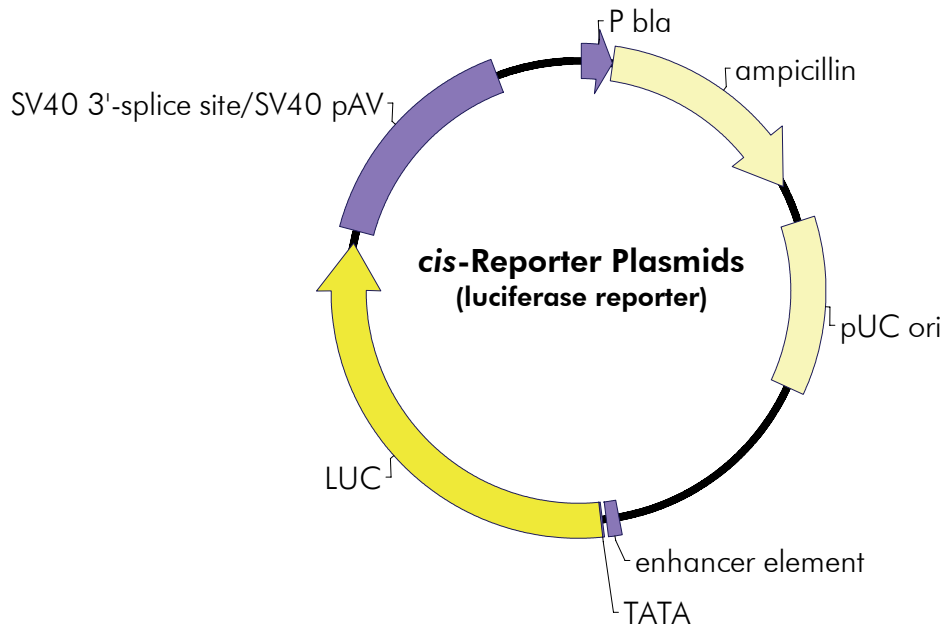 P bla
ampicillin
SV40 3'-splice site/SV40 pAV
cis-Reporter Plasmids
(luciferase reporter)
pUC ori
LUC
enhancer element
TATA